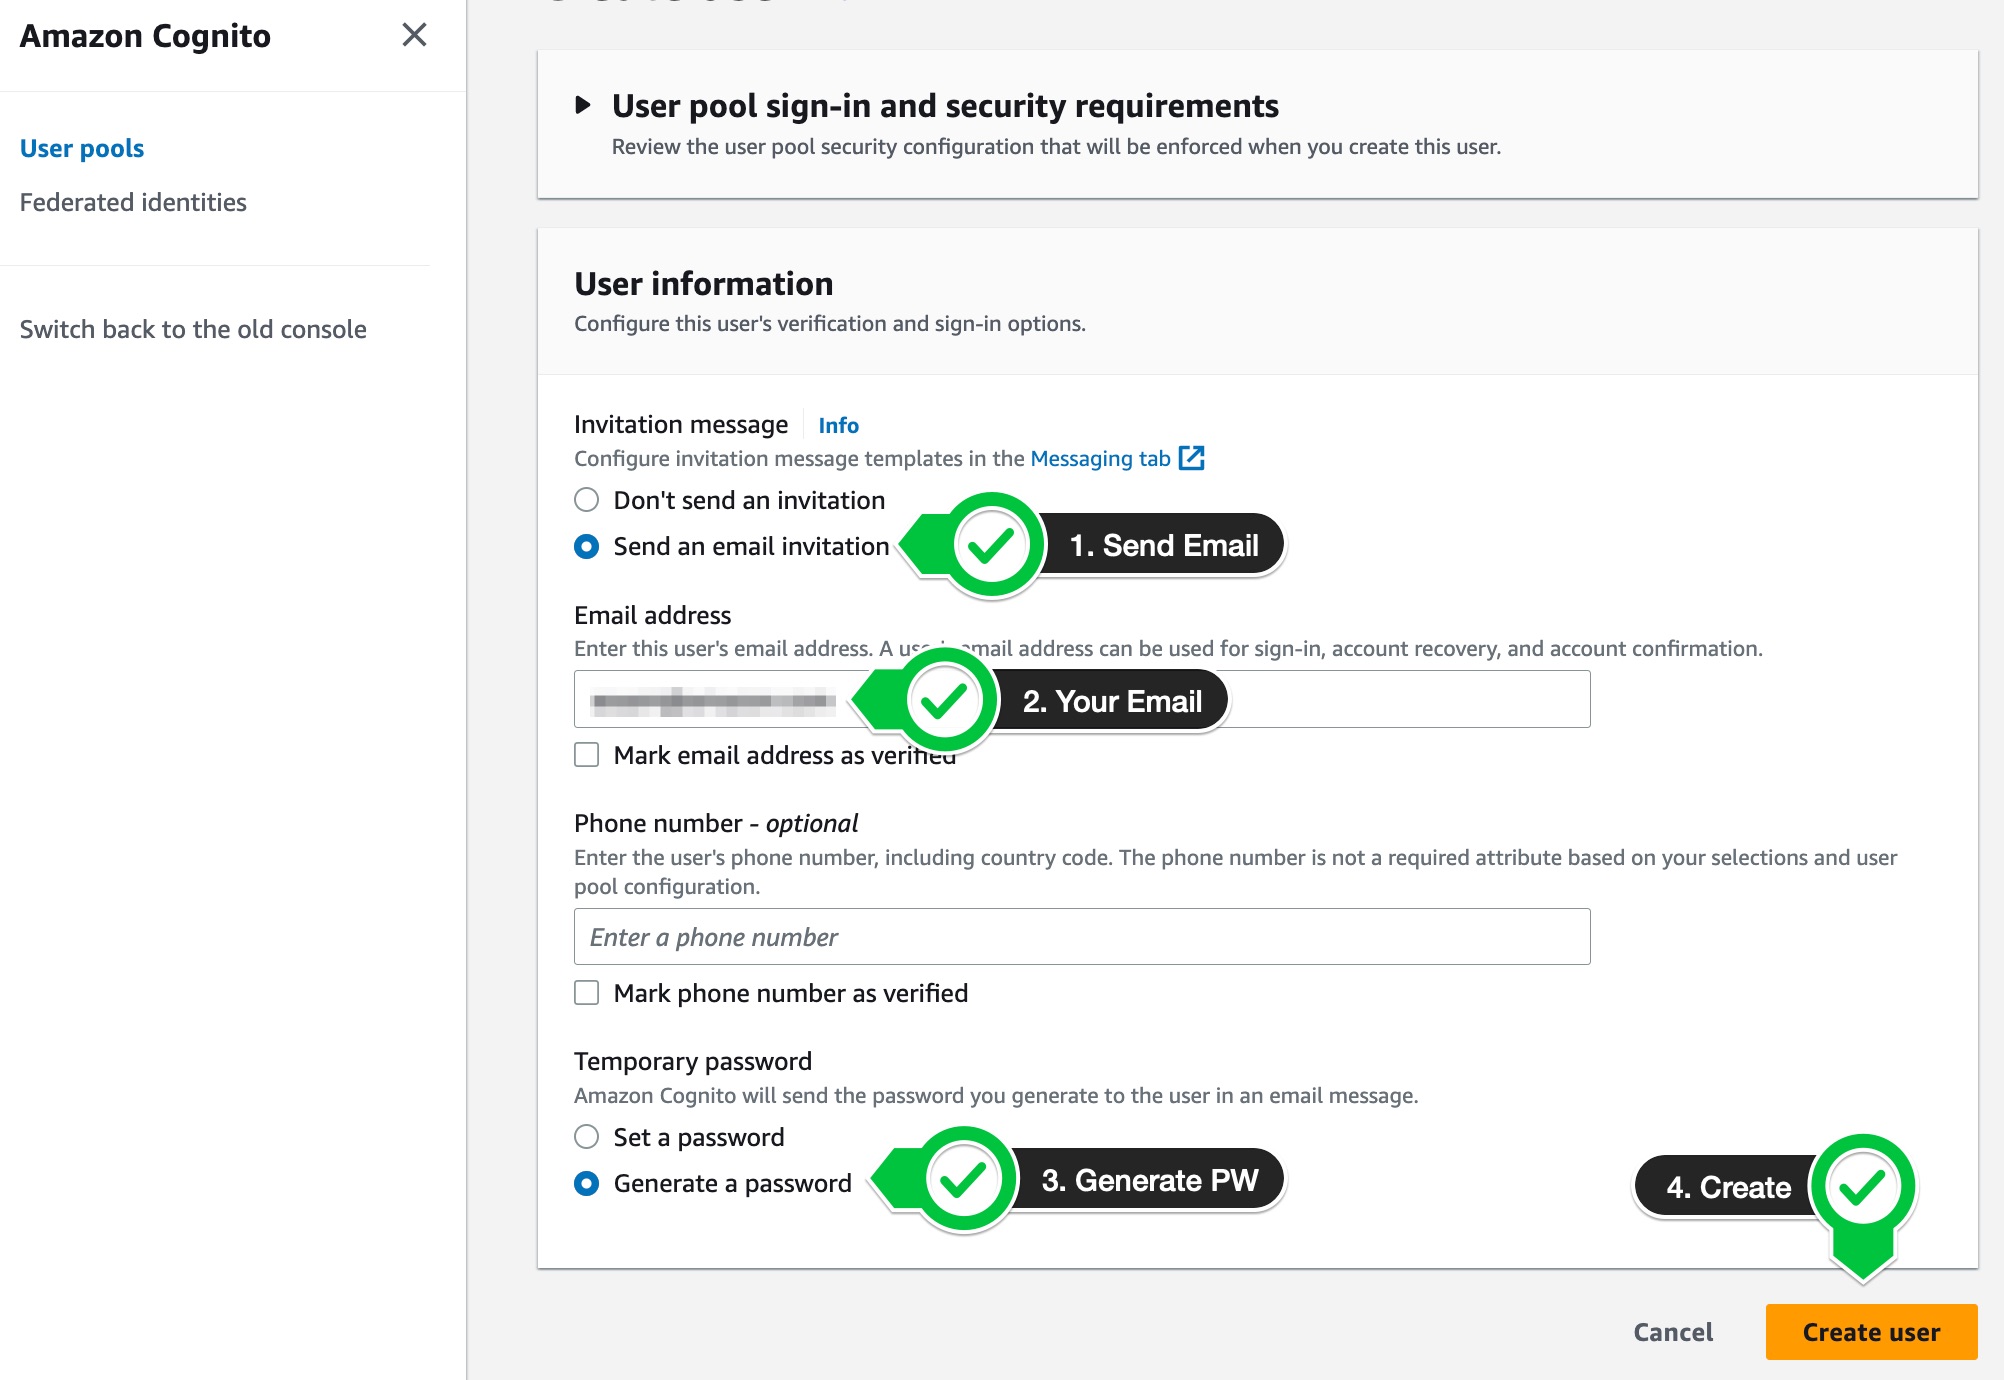 Amazon Cognito
User pools
Federated identities
Switch back to the old console
User pool sign-in and security requirements
Review the user pool security configuration that will be enforced when you create this user.
User information
Configure this user's verification and sign-in options.
Invitation message Info
Configure invitation message templates in the Messaging tab
Don't send an invitation
Send an email invitation
1. Send Email
Email address
Enter this user's email address. A user's email address can be used for sign-in, account recovery, and account confirmation.
2. Your Email
Mark email address as verified
Phone number - optional
Enter the user's phone number, including country code. The phone number is not a required attribute based on your selections and user
pool configuration.
Enter a phone number
Mark phone number as verified
Temporary password
Amazon Cognito will send the password you generate to the user in an email message.
Set a password
Generate a password
3. Generate PW
4. Create
Cancel
Create user